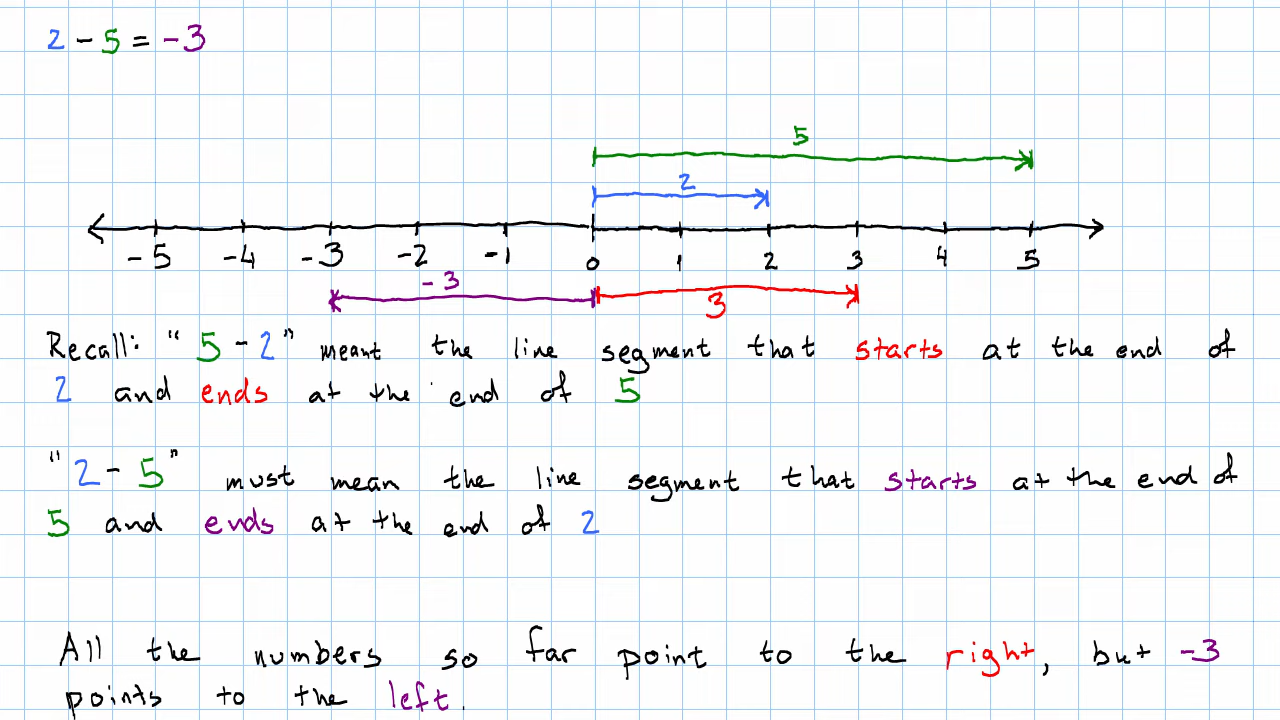 2 - 5 = -3
5
2
-5 -4 -3 -2 -1 0 1 2 3 4 5
-3 3
Recall: "5 - 2" meant the line segment that starts at the end of
2 and ends at the end of 5
"2 - 5" must mean the line segment that starts at the end of
5 and ends at the end of 2
All the numbers so far point to the right, but -3
points to the left.